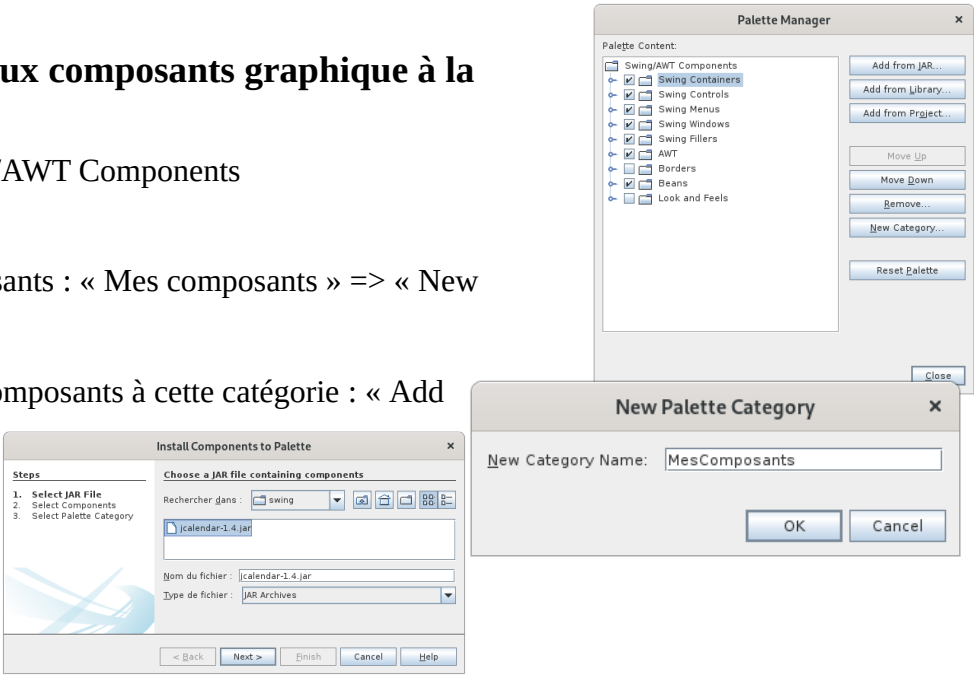 ux composants graphique à la
/AWT Components
sants : « Mes composants » => « New
omposants à cette catégorie : « Add
Palette Manager
×
Palette Content:
Swing/AWT Components
Swing Containers
Swing Controls
Swing Menus
Swing Windows
Swing Fillers
AWT
Borders
Beans
Look and Feels
Add from JAR...
Add from Library...
Add from Project...
Move Up
Move Down
Remove...
New Category...
Reset Palette
Close
New Palette Category
×
New Category Name: MesComposants
OK Cancel
Install Components to Palette
×
Steps
1. Select JAR File
2. Select Components
3. Select Palette Category
Choose a JAR file containing components
Rechercher dans : swing
jcalendar-1.4.jar
Nom du fichier : jcalendar-1.4.jar
Type de fichier : JAR Archives
< Back Next > Finish Cancel Help